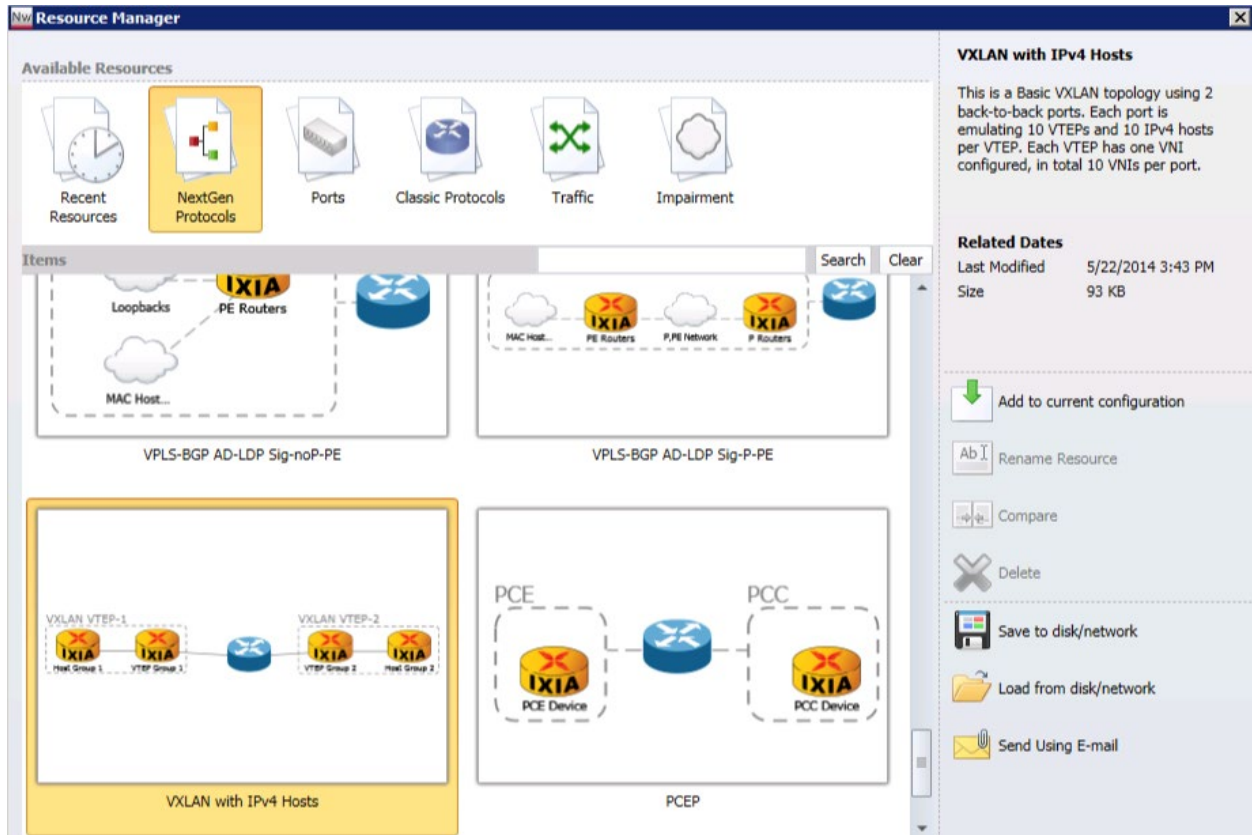 Nw Resource Manager
Available Resources
Recent Resources
NextGen Protocols
Ports
Classic Protocols
Traffic
Impairment
Items
Search
Clear
Loopbacks
IXIA
PE Routers
MAC Host...
VPLS-BGP AD-LDP Sig-noP-PE
MAC Host...
IXIA
PE Routers
P,PE Network
IXIA
P Routers
VPLS-BGP AD-LDP Sig-P-PE
VXLAN VTEP-1
IXIA
Host Group 1
IXIA
VTEP Group 1
VXLAN VTEP-2
IXIA
VTEP Group 2
IXIA
Host Group 2
VXLAN with IPv4 Hosts
PCE
IXIA
PCE Device
PCC
IXIA
PCC Device
PCEP
VXLAN with IPv4 Hosts
This is a Basic VXLAN topology using 2
back-to-back ports. Each port is
emulating 10 VTEPs and 10 IPv4 hosts
per VTEP. Each VTEP has one VNI
configured, in total 10 VNIs per port.
Related Dates
Last Modified 5/22/2014 3:43 PM
Size 93 KB
Add to current configuration
Ab Rename Resource
Compare
Delete
Save to disk/network
Load from disk/network
Send Using E-mail